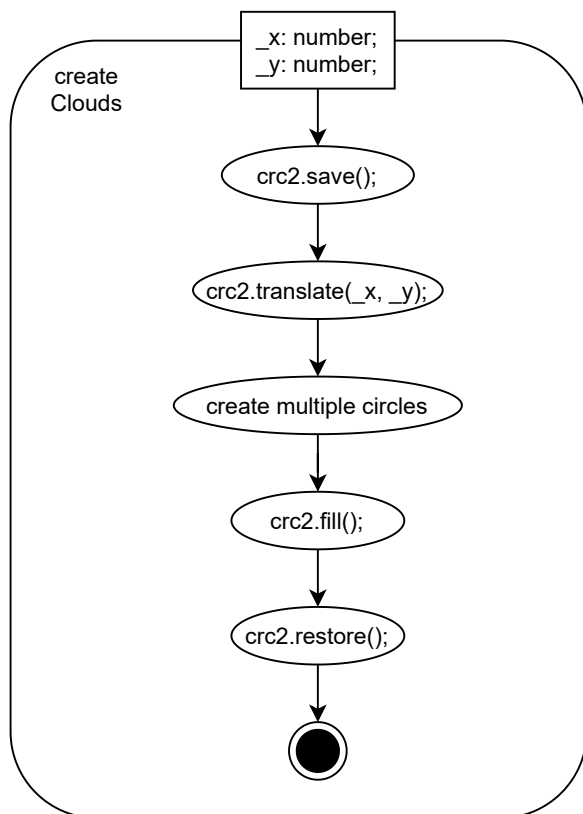 _x: number;
_y: number;
create
Clouds
crc2.save();
crc2.translate(_x, _y);
create multiple circles
crc2.fill();
crc2.restore();